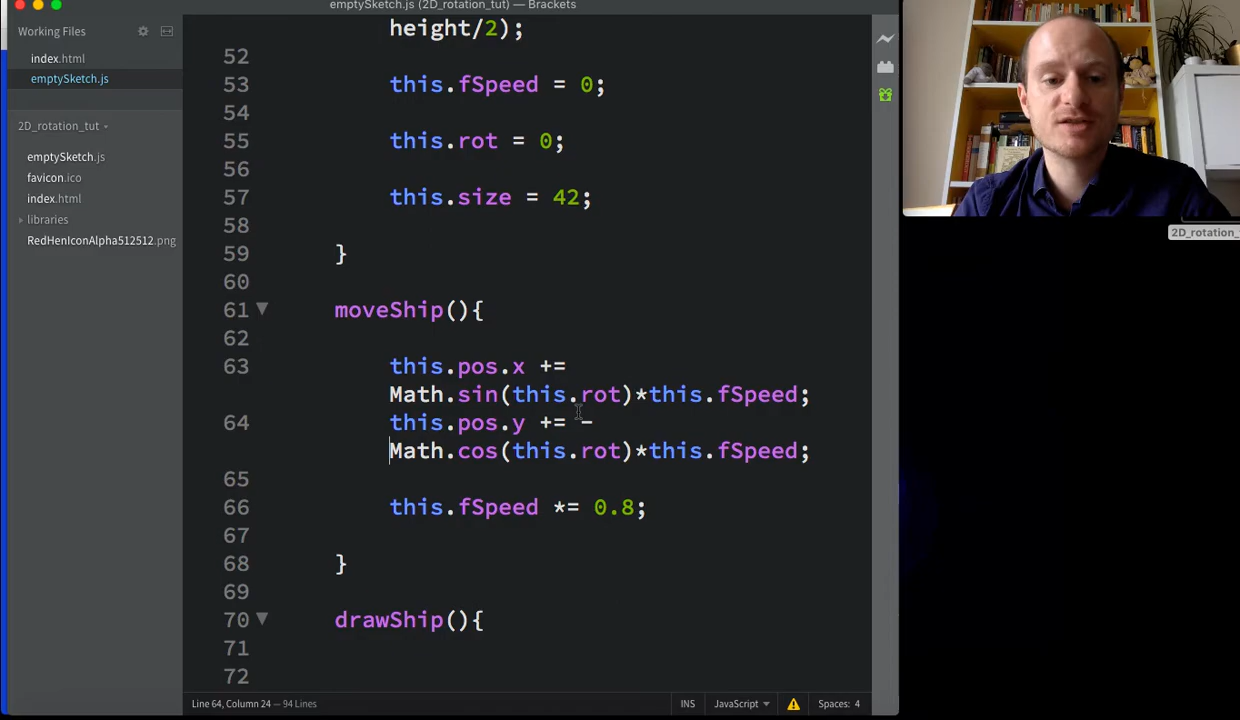 emptySketch.js (2D_rotation_tut) — Brackets
Working Files
index.html
emptySketch.js
2D_rotation_tut
emptySketch.js
favicon.ico
index.html
libraries
RedHenIconAlpha512512.png
height/2);
52
53 this.fSpeed = 0;
54
55 this.rot = 0;
56
57 this.size = 42;
58
59 }
60
61 moveShip(){
62
63 this.pos.x +=
Math.sin(this.rot)*this.fSpeed;
64 this.pos.y += -
Math.cos(this.rot)*this.fSpeed;
65
66 this.fSpeed *= 0.8;
67
68 }
69
70 drawShip(){
71
72
Line 64, Column 24 — 94 Lines
INS JavaScript Spaces: 4
2D_rotation_